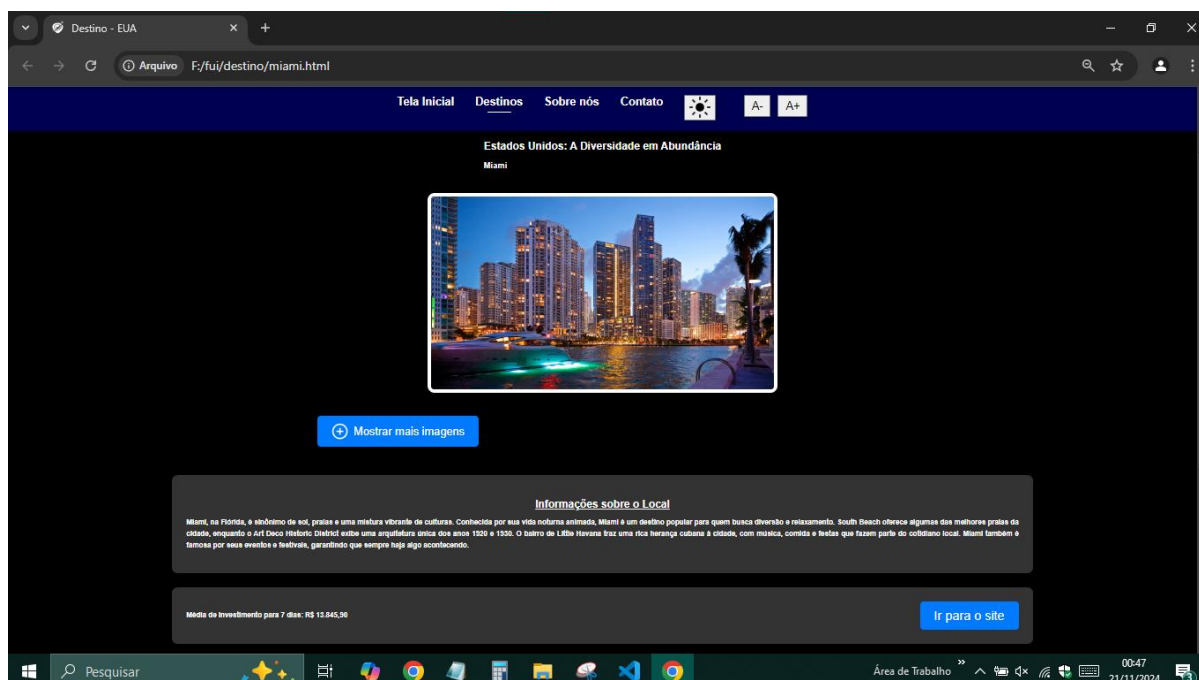 Destino - EUA
Arquivo F:/fui/destino/miami.html
Tela Inicial Destinos Sobre nós Contato A- A+
Estados Unidos: A Diversidade em Abundância
Miami
Mostrar mais imagens
Informações sobre o Local
Miami, na Flórida, é sinônimo de sol, praias e uma mistura vibrante de culturas. Conhecida por sua vida noturna animada, Miami é um destino popular para quem busca diversão e relaxamento. South Beach oferece algumas das melhores praias da
cidade, enquanto o Art Deco Historic District exibe uma arquitetura única dos anos 1920 e 1930. O bairro de Little Havana traz uma rica herança cubana à cidade, com música, comida e festas que fazem parte do cotidiano local. Miami também é
famosa por seus eventos e festivais, garantindo que sempre haja algo acontecendo.
Média de Investimento para 7 dias: R$ 13.845,90
Ir para o site
Pesquisar
Área de Trabalho
00:47
21/11/2024